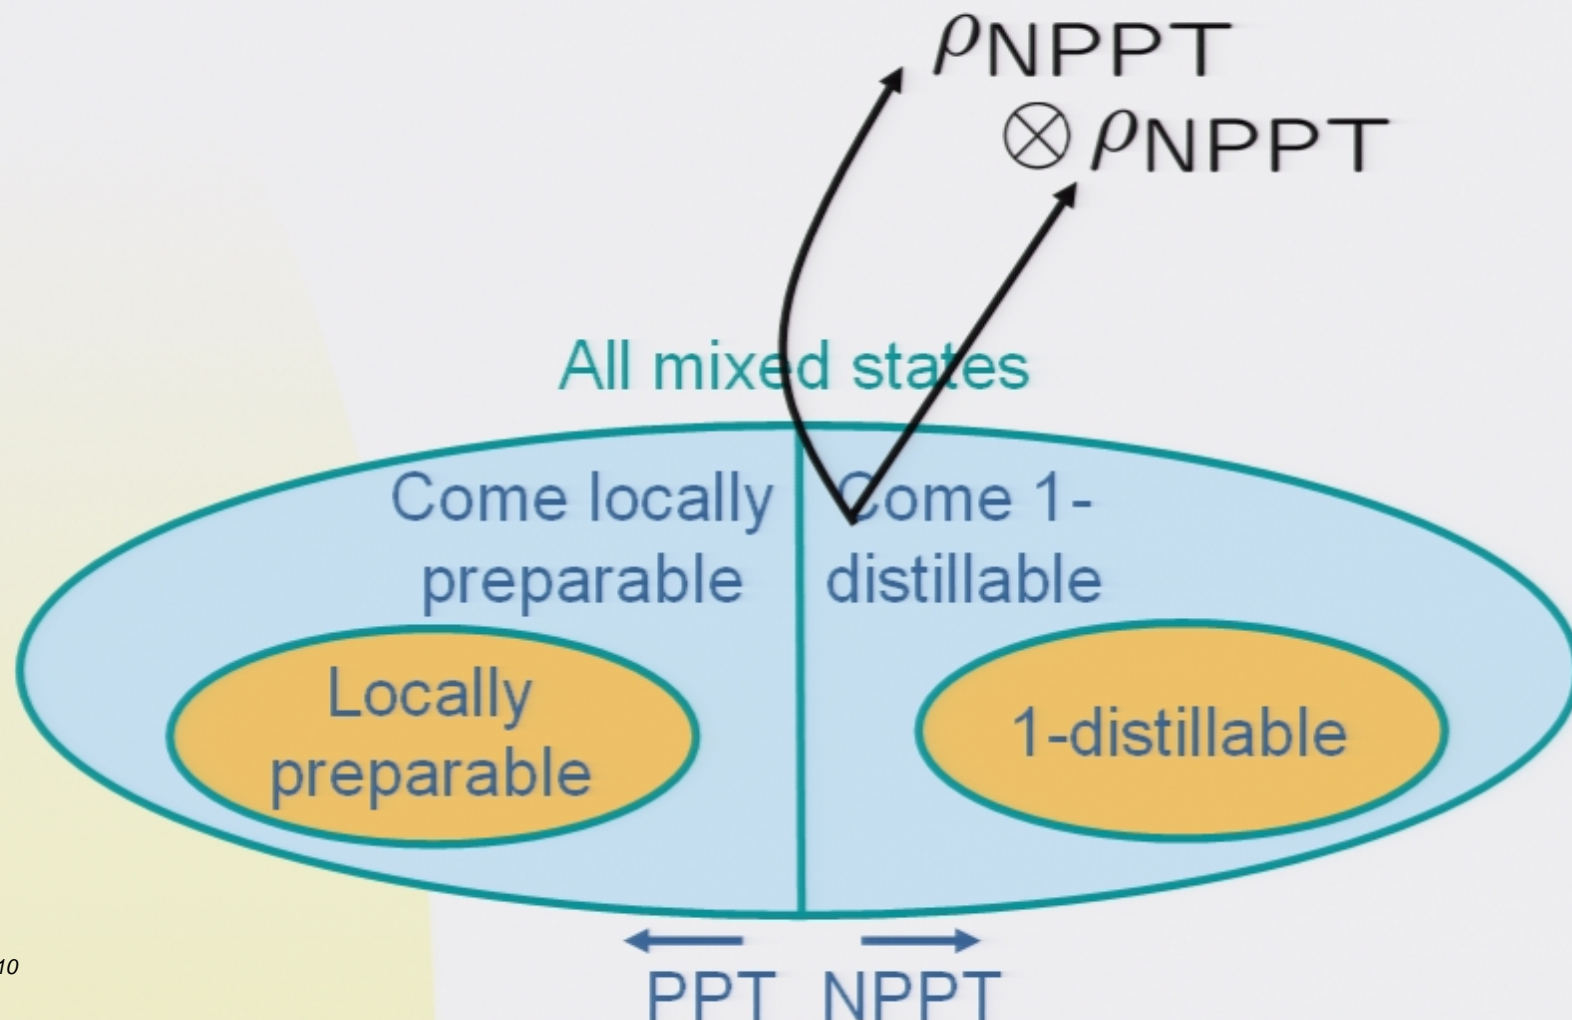 ρNPPT
⊗ ρNPPT
All mixed states
Come locally
preparable
Come 1-
distillable
Locally
preparable
1-distillable
PPT NPPT
10